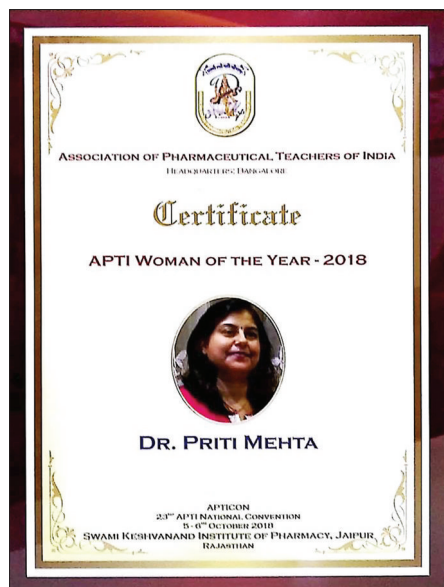 ASSOCIATION OF PHARMACEUTICAL TEACHERS OF INDIA
HEADQUARTERS: BANGALORE
Certificate
APTI WOMAN OF THE YEAR - 2018
DR. PRITI MEHTA
APTICON
23RD APTI NATIONAL CONVENTION
5 - 6TH OCTOBER 2018
SWAMI KESHVANAND INSTITUTE OF PHARMACY, JAIPUR
RAJASTHAN